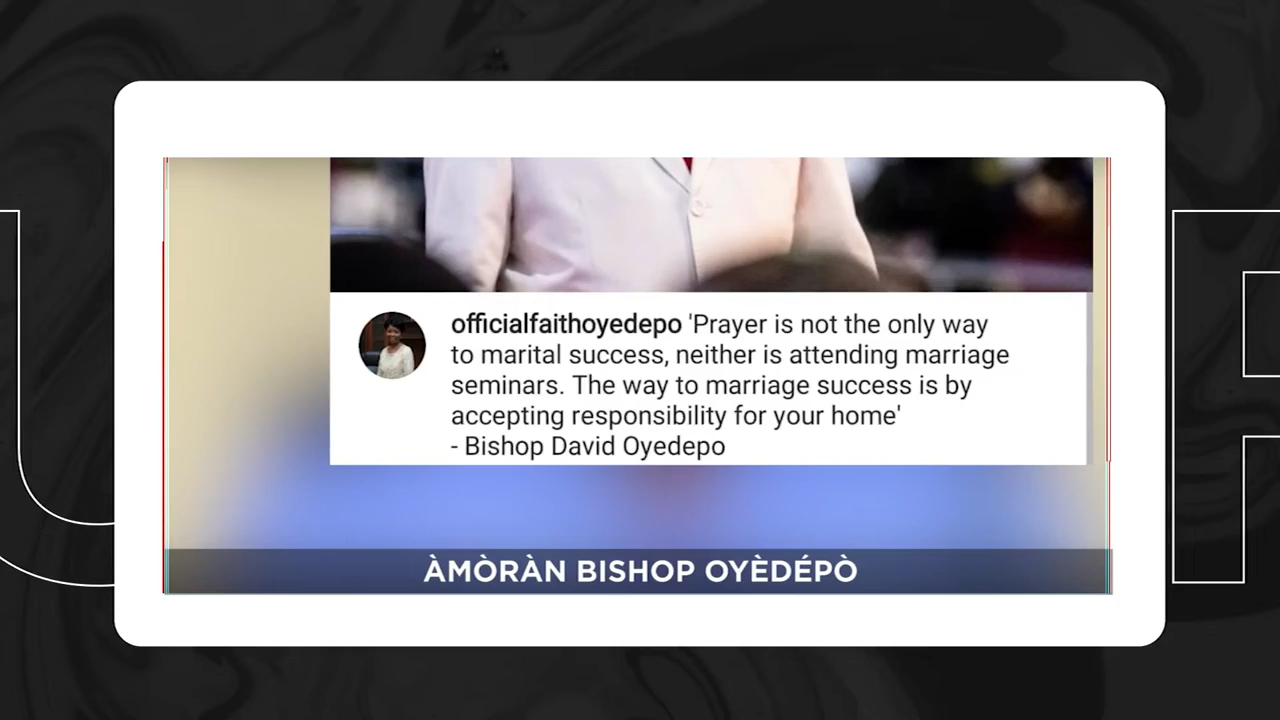 officialfaithoyedepo 'Prayer is not the only way
to marital success, neither is attending marriage
seminars. The way to marriage success is by
accepting responsibility for your home'
- Bishop David Oyedepo
ÀMÒRÀN BISHOP OYÈDÉPÒ